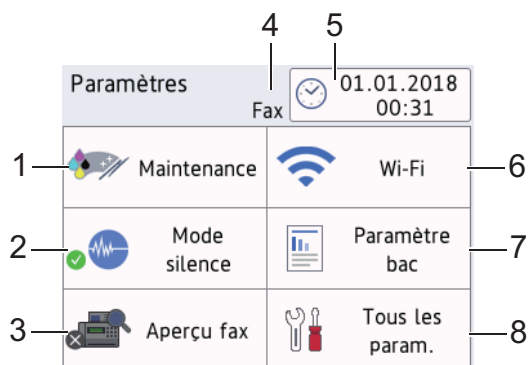 4
5
Paramètres
Fax
01.01.2018
00:31
1
Maintenance
Wi-Fi
6
2
Mode
silence
Paramètre
bac
7
3
Aperçu fax
Tous les
param.
8